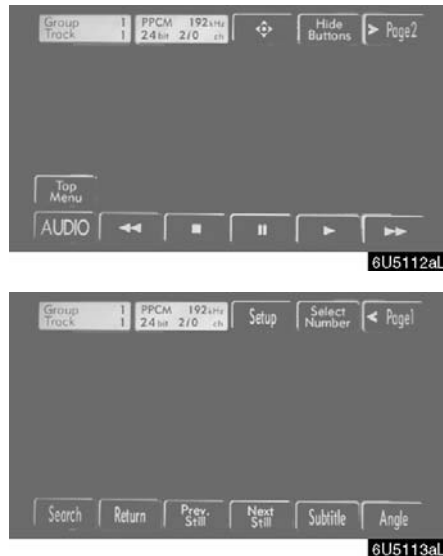 Group 1 PPCM 192kHz Hide > Page2
Track 1 24bit 2/0 ch Buttons
Top
Menu
AUDIO
6U5112aL
Group 1 PPCM 192kHz Setup Select < Page1
Track 1 24bit 2/0 ch Number
Search Return Prev. Still Next Still Subtitle Angle
6U5113aL